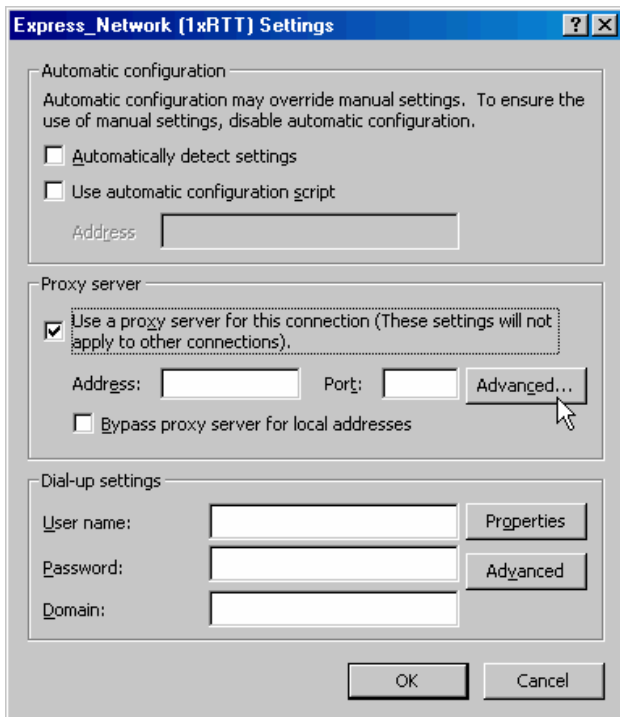 Express_Network (1xRTT) Settings
Automatic configuration
Automatic configuration may override manual settings. To ensure the
use of manual settings, disable automatic configuration.
Automatically detect settings
Use automatic configuration script
Address
Proxy server
Use a proxy server for this connection (These settings will not
apply to other connections).
Address: Port: Advanced...
Bypass proxy server for local addresses
Dial-up settings
User name: Properties
Password: Advanced
Domain:
OK Cancel